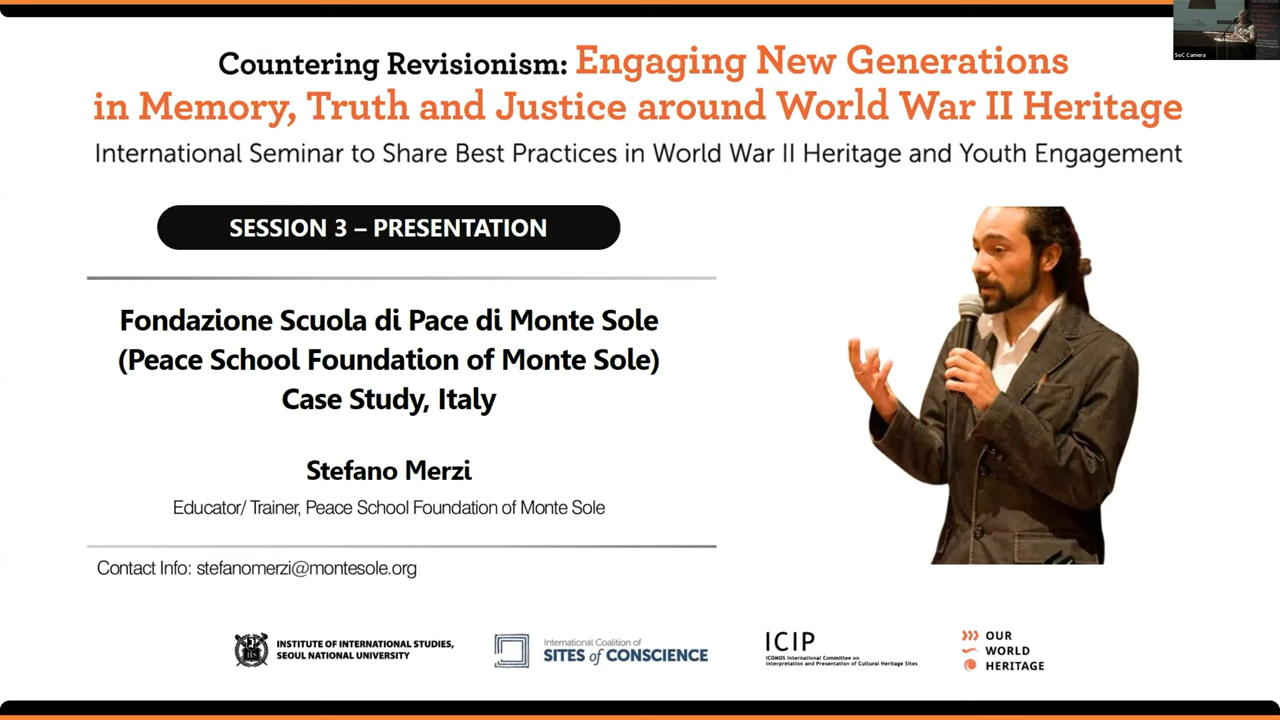 Countering Revisionism: Engaging New Generations
in Memory, Truth and Justice around World War II Heritage
International Seminar to Share Best Practices in World War II Heritage and Youth Engagement
SoC Camera
SESSION 3 – PRESENTATION
Fondazione Scuola di Pace di Monte Sole
(Peace School Foundation of Monte Sole)
Case Study, Italy
Stefano Merzi
Educator/ Trainer, Peace School Foundation of Monte Sole
Contact Info: stefanomerzi@montesole.org
INSTITUTE OF INTERNATIONAL STUDIES,
SEOUL NATIONAL UNIVERSITY
International Coalition of
SITES of CONSCIENCE
ICIP
ICOMOS International Committee on
Interpretation and Presentation of Cultural Heritage Sites
OUR
WORLD
HERITAGE